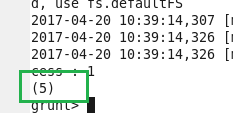 d, use fs.defaultFS
2017-04-20 10:39:14,307 [m
2017-04-20 10:39:14,326 [m
2017-04-20 10:39:14,326 [m
cess : 1
(5)
grunt>